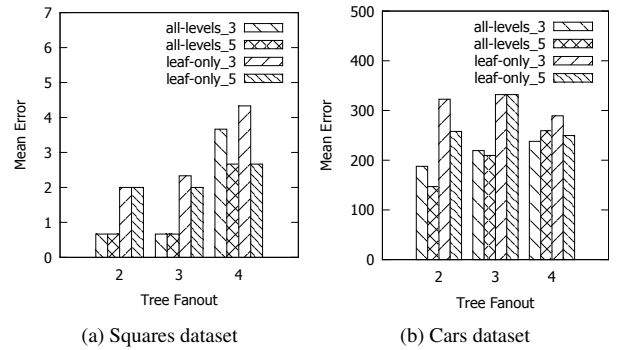 7
6
5
4
3
2
1
0
Mean Error
all-levels_3
all-levels_5
leaf-only_3
leaf-only_5
2 3 4
Tree Fanout
(a) Squares dataset
500
400
300
200
100
0
Mean Error
all-levels_3
all-levels_5
leaf-only_3
leaf-only_5
2 3 4
Tree Fanout
(b) Cars dataset